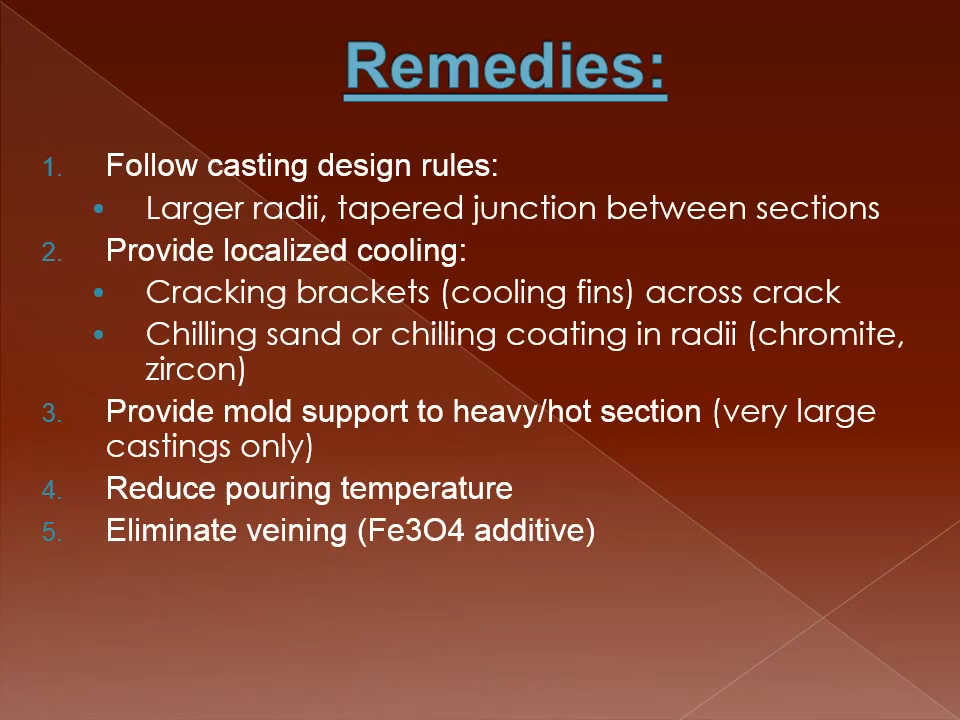 Remedies:
1. Follow casting design rules:
• Larger radii, tapered junction between sections
2. Provide localized cooling:
• Cracking brackets (cooling fins) across crack
• Chilling sand or chilling coating in radii (chromite,
zircon)
3. Provide mold support to heavy/hot section (very large
castings only)
4. Reduce pouring temperature
5. Eliminate veining (Fe3O4 additive)